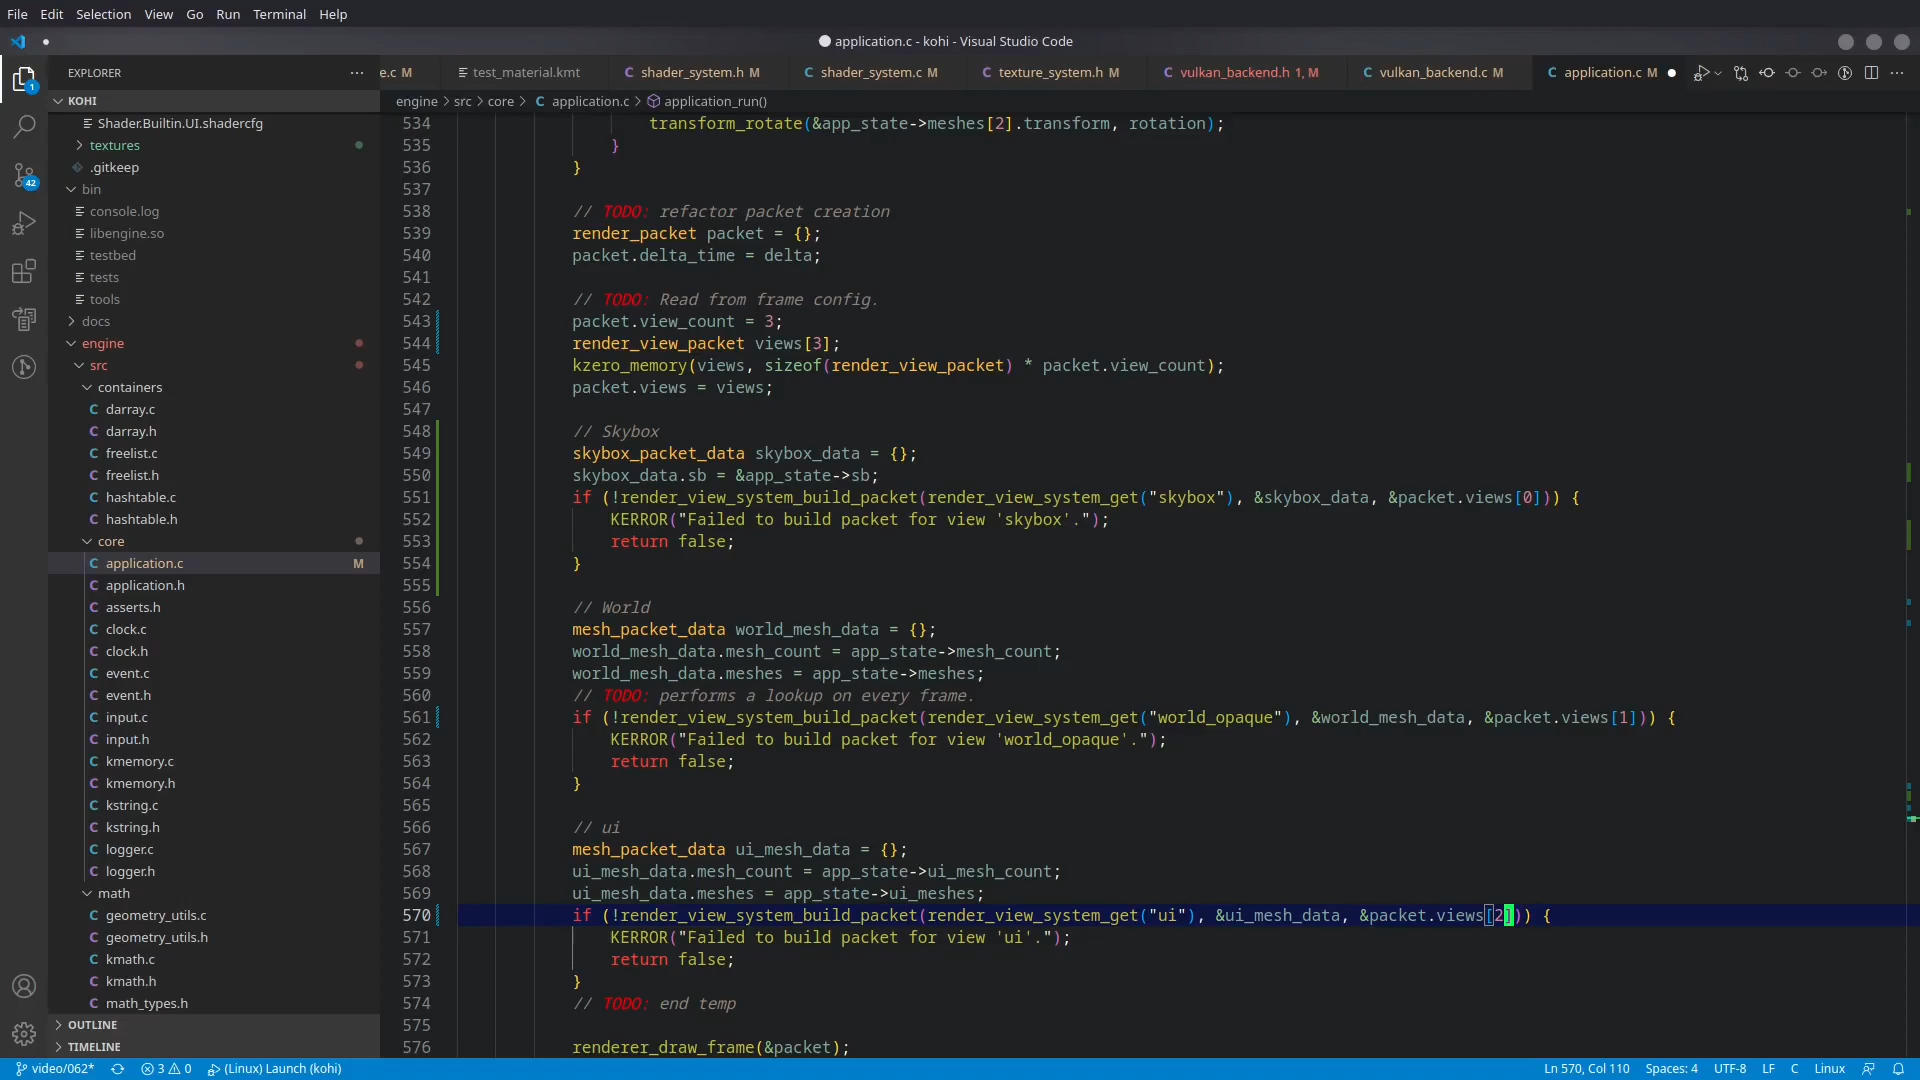 File Edit Selection View Go Run Terminal Help
application.c - kohi - Visual Studio Code
EXPLORER
e.c M test_material.kmt shader_system.h M shader_system.c M texture_system.h M vulkan_backend.h 1, M vulkan_backend.c M application.c M
KOHI
engine > src > core > C application.c > application_run()
Shader.Builtin.UI.shadercfg
textures
.gitkeep
bin
console.log
libengine.so
testbed
tests
tools
docs
engine
src
containers
darray.c
darray.h
freelist.c
freelist.h
hashtable.c
hashtable.h
core
application.c M
application.h
asserts.h
clock.c
clock.h
event.c
event.h
input.c
input.h
kmemory.c
kmemory.h
kstring.c
kstring.h
logger.c
logger.h
math
geometry_utils.c
geometry_utils.h
kmath.c
kmath.h
math_types.h
OUTLINE
TIMELINE
1
42
534 transform_rotate(&app_state->meshes[2].transform, rotation);
535 }
536 }
537
538 // TODO: refactor packet creation
539 render_packet packet = {};
540 packet.delta_time = delta;
541
542 // TODO: Read from frame config.
543 packet.view_count = 3;
544 render_view_packet views[3];
545 kzero_memory(views, sizeof(render_view_packet) * packet.view_count);
546 packet.views = views;
547
548 // Skybox
549 skybox_packet_data skybox_data = {};
550 skybox_data.sb = &app_state->sb;
551 if (!render_view_system_build_packet(render_view_system_get("skybox"), &skybox_data, &packet.views[0])) {
552 KERROR("Failed to build packet for view 'skybox'.");
553 return false;
554 }
555
556 // World
557 mesh_packet_data world_mesh_data = {};
558 world_mesh_data.mesh_count = app_state->mesh_count;
559 world_mesh_data.meshes = app_state->meshes;
560 // TODO: performs a lookup on every frame.
561 if (!render_view_system_build_packet(render_view_system_get("world_opaque"), &world_mesh_data, &packet.views[1])) {
562 KERROR("Failed to build packet for view 'world_opaque'.");
563 return false;
564 }
565
566 // ui
567 mesh_packet_data ui_mesh_data = {};
568 ui_mesh_data.mesh_count = app_state->ui_mesh_count;
569 ui_mesh_data.meshes = app_state->ui_meshes;
570 if (!render_view_system_build_packet(render_view_system_get("ui"), &ui_mesh_data, &packet.views[2])) {
571 KERROR("Failed to build packet for view 'ui'.");
572 return false;
573 }
574 // TODO: end temp
575
576 renderer_draw_frame(&packet);
video/062* 3 0 (Linux) Launch (kohi) Ln 570, Col 110 Spaces: 4 UTF-8 LF C Linux